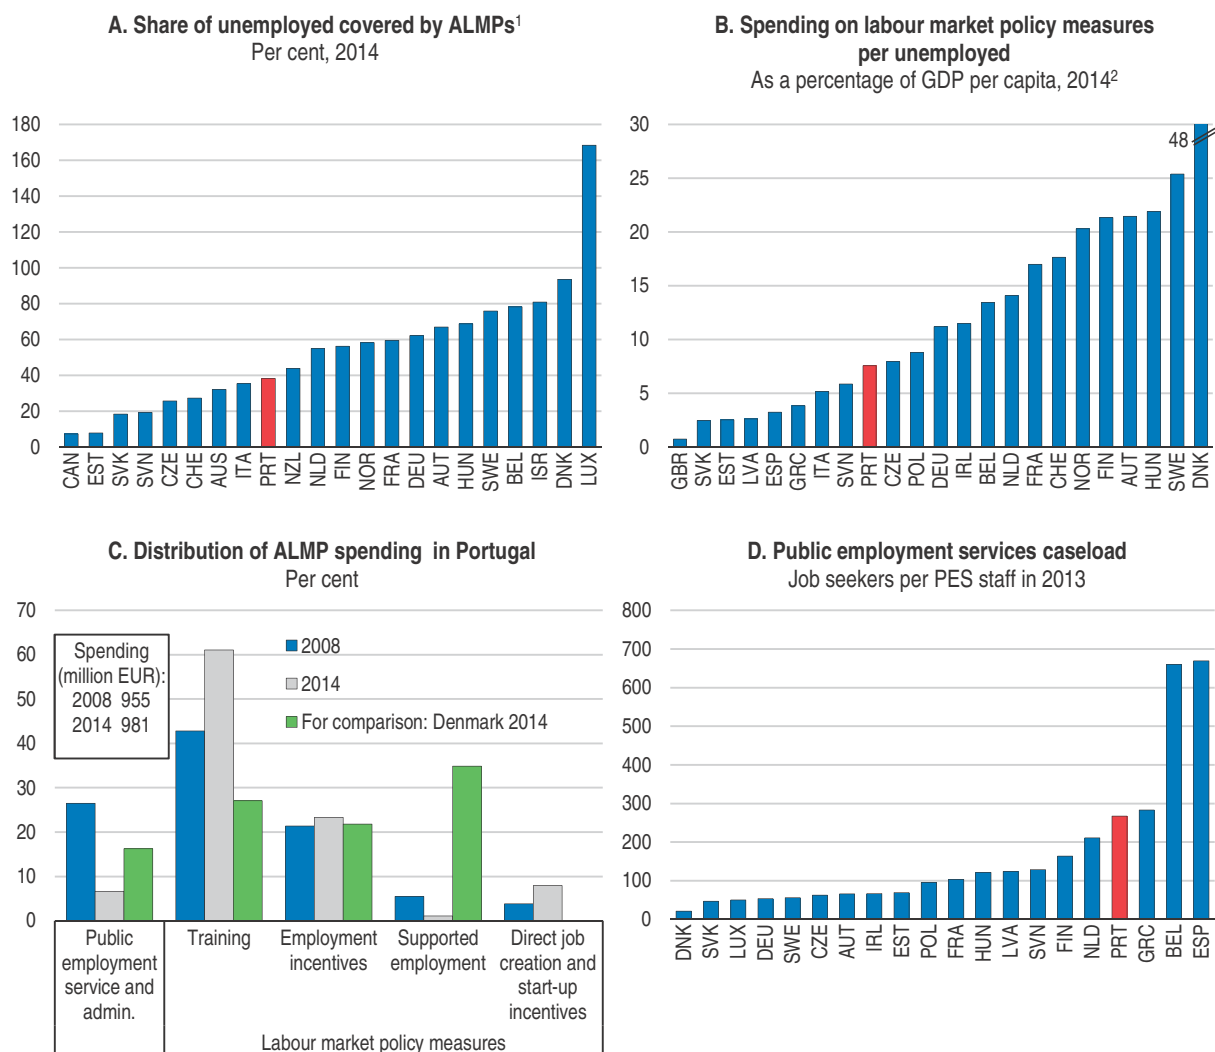 A. Share of unemployed covered by ALMPs¹
Per cent, 2014
180
160
140
120
100
80
60
40
20
0
CAN
EST
SVK
SVN
CZE
CHE
AUS
ITA
PRT
NZL
NLD
FIN
NOR
FRA
DEU
AUT
HUN
SWE
BEL
ISR
DNK
LUX
B. Spending on labour market policy measures
per unemployed
As a percentage of GDP per capita, 2014²
30
25
20
15
10
5
0
48
GBR
SVK
EST
LVA
ESP
GRC
ITA
SVN
PRT
CZE
POL
DEU
IRL
BEL
NLD
FRA
CHE
NOR
FIN
AUT
HUN
SWE
DNK
C. Distribution of ALMP spending in Portugal
Per cent
70
60
50
40
30
20
10
0
Spending
(million EUR):
2008 955
2014 981
2008
2014
For comparison: Denmark 2014
Public
employment
service and
admin.
Training
Employment
incentives
Supported
employment
Direct job
creation and
start-up
incentives
Labour market policy measures
D. Public employment services caseload
Job seekers per PES staff in 2013
800
700
600
500
400
300
200
100
0
DNK
SVK
LUX
DEU
SWE
CZE
AUT
IRL
EST
POL
FRA
HUN
LVA
SVN
FIN
NLD
PRT
GRC
BEL
ESP